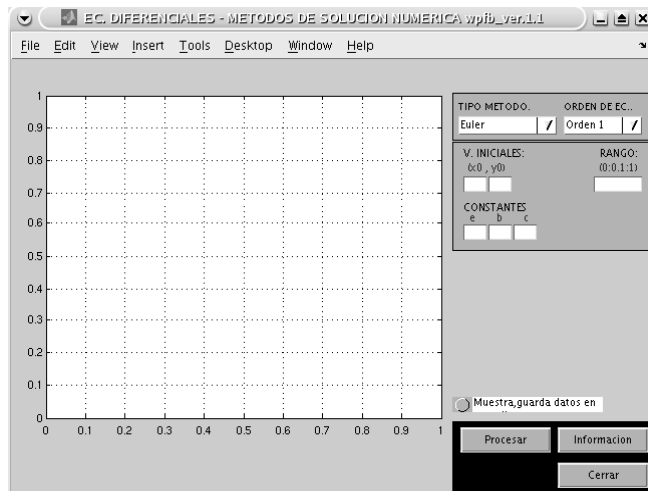 EC. DIFERENCIALES - METODOS DE SOLUCION NUMERICA wpib_ver.1.1
File Edit View Insert Tools Desktop Window Help
TIPO METODO. ORDEN DE EC..
Euler Orden 1
V. INICIALES: RANGO:
(x0 , y0) (0:0.1:1)
CONSTANTES
e b c
1
0.9
0.8
0.7
0.6
0.5
0.4
0.3
0.2
0.1
0
0 0.1 0.2 0.3 0.4 0.5 0.6 0.7 0.8 0.9 1
Muestra,guarda datos en
Procesar Informacion
Cerrar